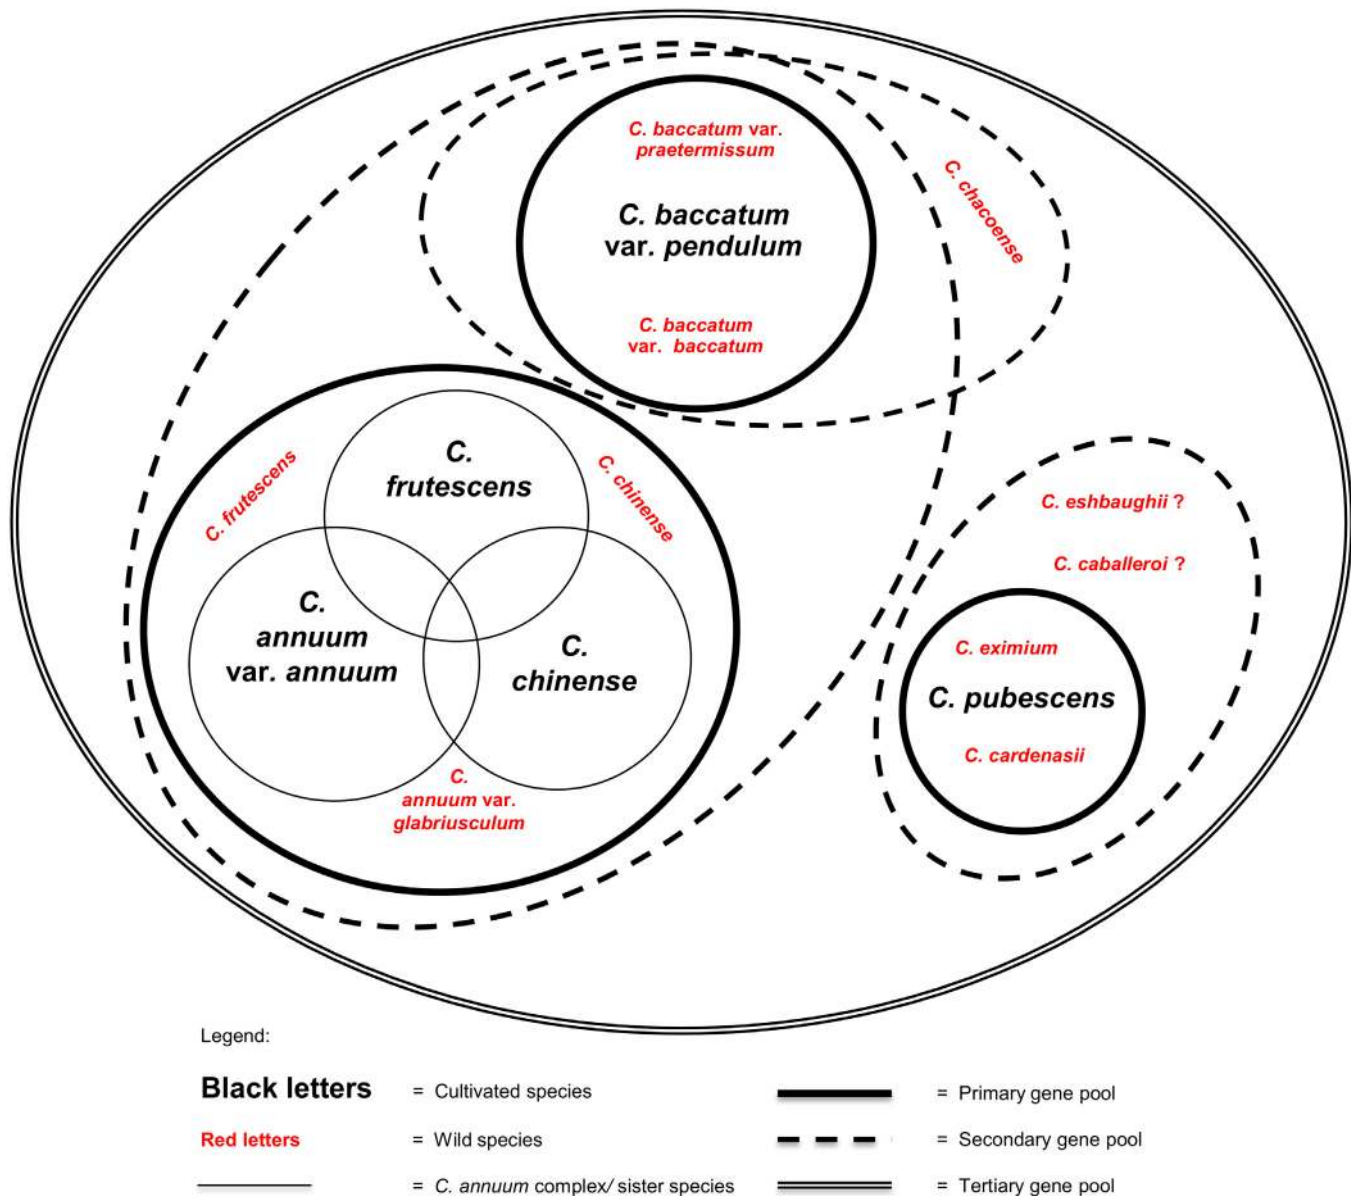 C. baccatum var.
praetermissum
C. baccatum
var. pendulum
C. baccatum
var. baccatum
C. chacoense
C. frutescens
C.
frutescens
C. chinense
C.
annuum
var. annuum
C.
chinense
C.
annuum var.
glabriusculum
C. eshbaughii ?
C. caballeroi ?
C. eximium
C. pubescens
C. cardenasii
Legend:
Black letters = Cultivated species
Red letters = Wild species
= C. annuum complex/ sister species
= Primary gene pool
= Secondary gene pool
= Tertiary gene pool